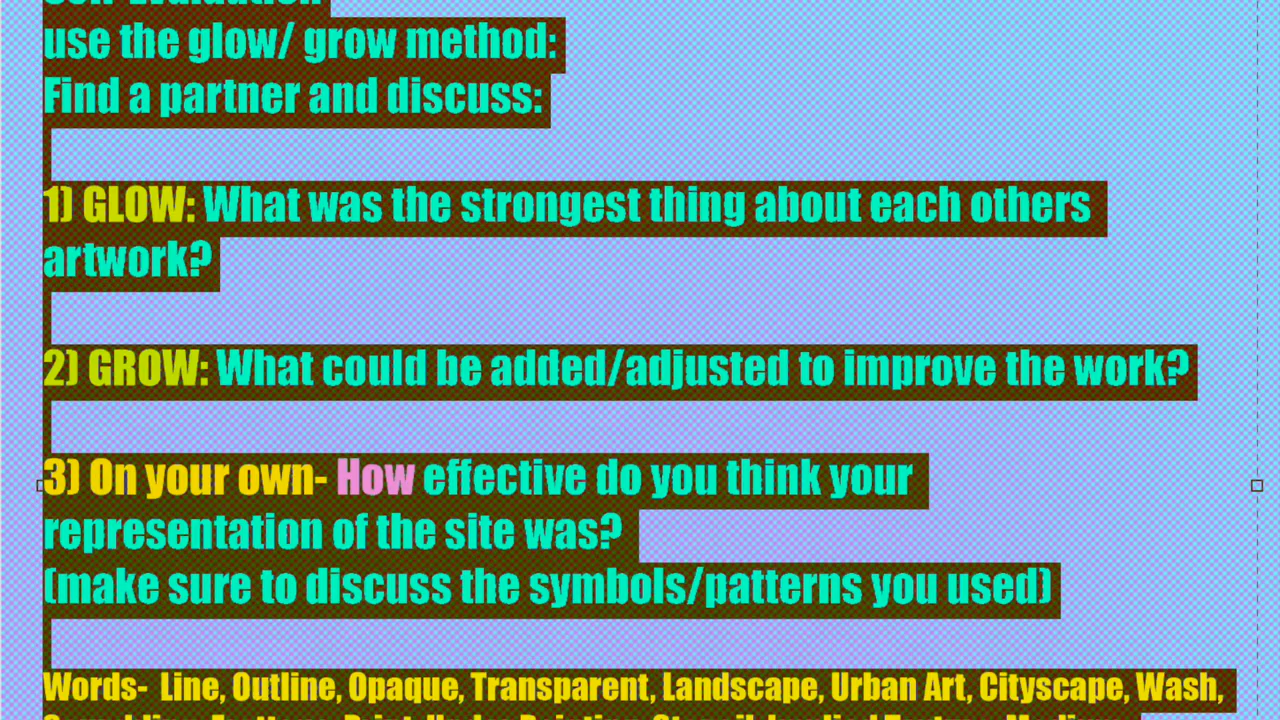 use the glow/ grow method:
Find a partner and discuss:
1) GLOW: What was the strongest thing about each others
artwork?
2) GROW: What could be added/adjusted to improve the work?
3) On your own- How effective do you think your
representation of the site was?
(make sure to discuss the symbols/patterns you used)
Words- Line, Outline, Opaque, Transparent, Landscape, Urban Art, Cityscape, Wash,